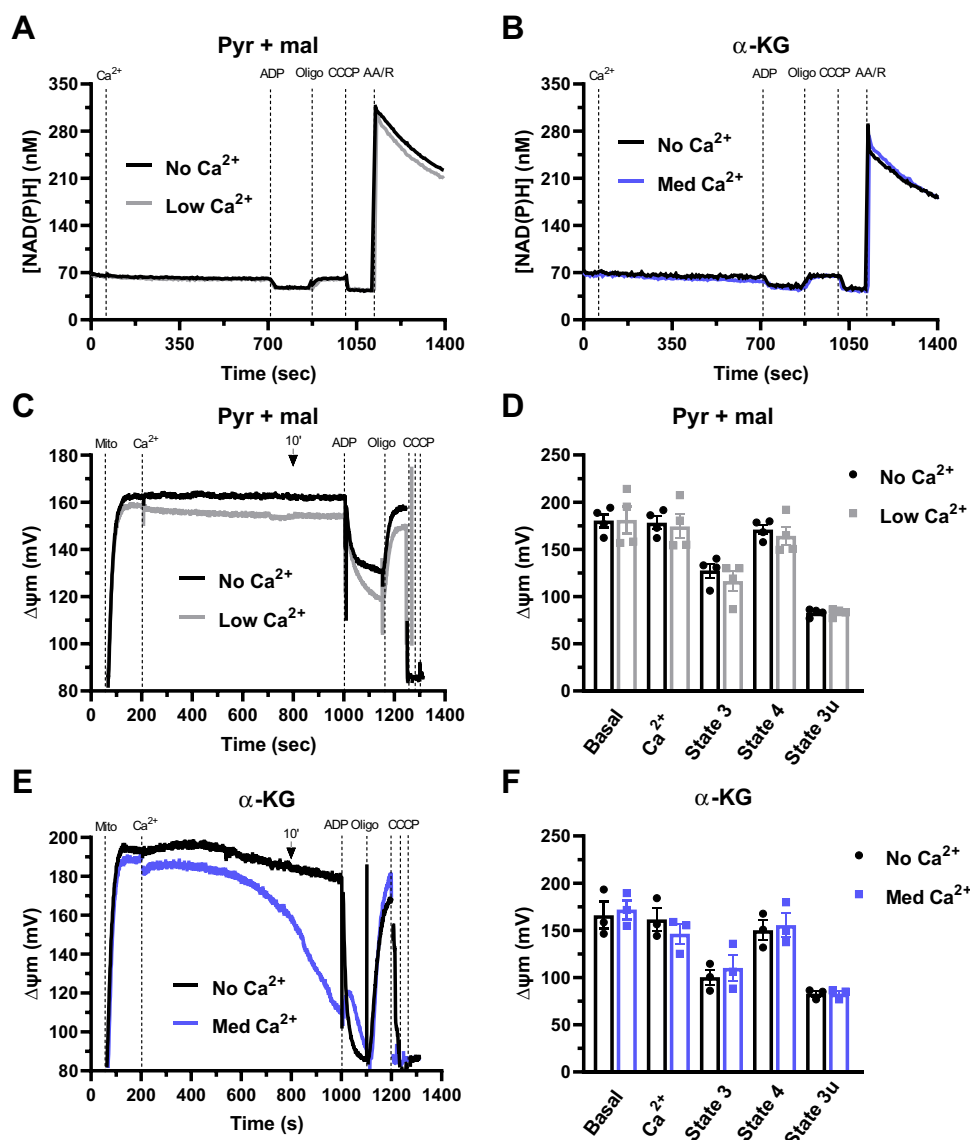 A
Pyr + mal
Ca²⁺ ADP Oligo CCCP AA/R
350
280
210
140
70
0
[NAD(P)H] (nM)
No Ca²⁺
Low Ca²⁺
0 350 700 1050 1400
Time (sec)
B
α-KG
Ca²⁺ ADP Oligo CCCP AA/R
350
280
210
140
70
0
[NAD(P)H] (nM)
No Ca²⁺
Med Ca²⁺
0 350 700 1050 1400
Time (sec)
C
Pyr + mal
Mito Ca²⁺ 10' ADP Oligo CCCP
180
160
140
120
100
80
Δψm (mV)
No Ca²⁺
Low Ca²⁺
0 200 400 600 800 1000 1200 1400
Time (sec)
D
Pyr + mal
250
200
150
100
50
0
Δψm (mV)
No Ca²⁺
Low Ca²⁺
Basal Ca²⁺ State 3 State 4 State 3u
E
α-KG
Mito Ca²⁺ 10' ADP Oligo CCCP
200
180
160
140
120
100
80
Δψm (mV)
No Ca²⁺
Med Ca²⁺
0 200 400 600 800 1000 1200 1400
Time (s)
F
α-KG
250
200
150
100
50
0
Δψm (mV)
No Ca²⁺
Med Ca²⁺
Basal Ca²⁺ State 3 State 4 State 3u